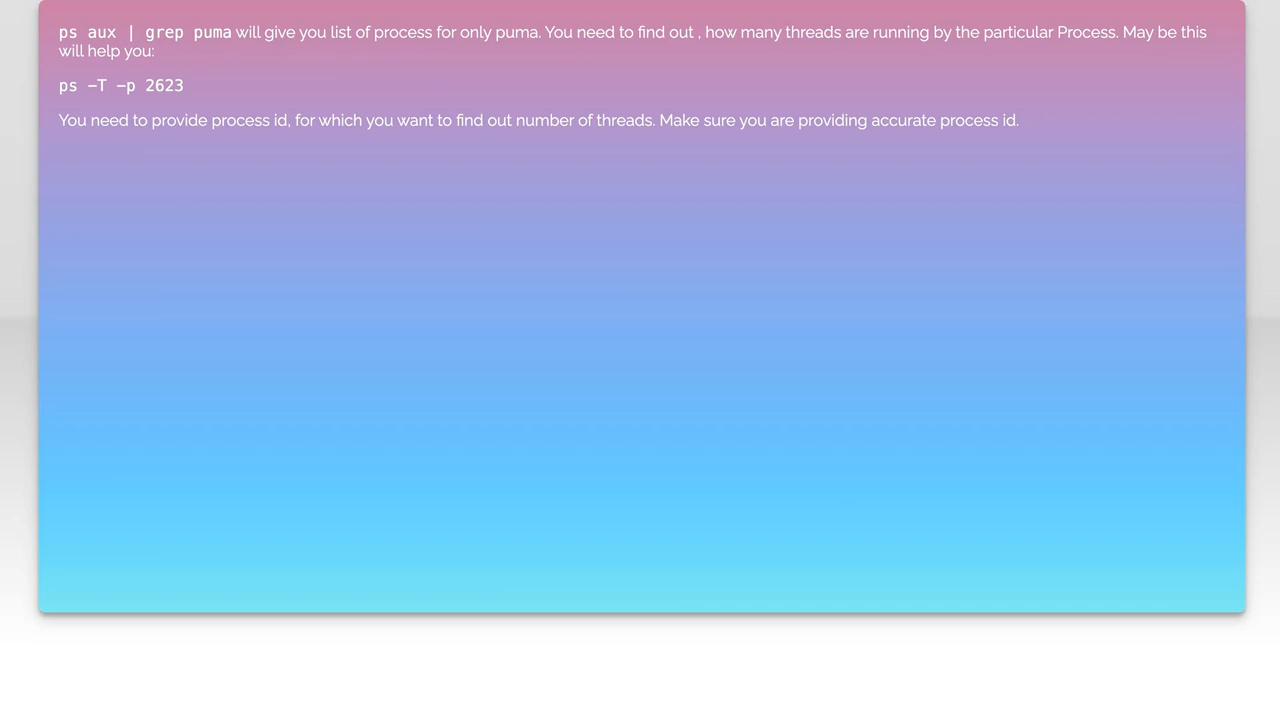 ps aux | grep puma will give you list of process for only puma. You need to find out , how many threads are running by the particular Process. May be this
will help you:
ps -T -p 2623
You need to provide process id, for which you want to find out number of threads. Make sure you are providing accurate process id.